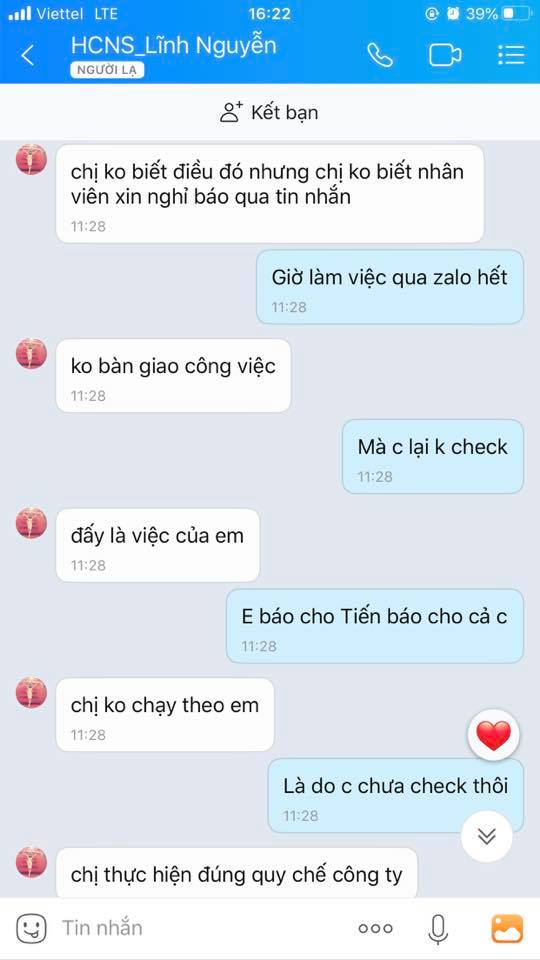 Viettel LTE 16:22 39%
HCNS_Lĩnh Nguyễn
NGƯỜI LẠ
Kết bạn
chị ko biết điều đó nhưng chị ko biết nhân
viên xin nghỉ báo qua tin nhắn
11:28
Giờ làm việc qua zalo hết
11:28
ko bàn giao công việc
11:28
Mà c lại k check
11:28
đấy là việc của em
11:28
E báo cho Tiến báo cho cả c
11:28
chị ko chạy theo em
11:28
Là do c chưa check thôi
11:28
chị thực hiện đúng quy chế công ty
Tin nhắn